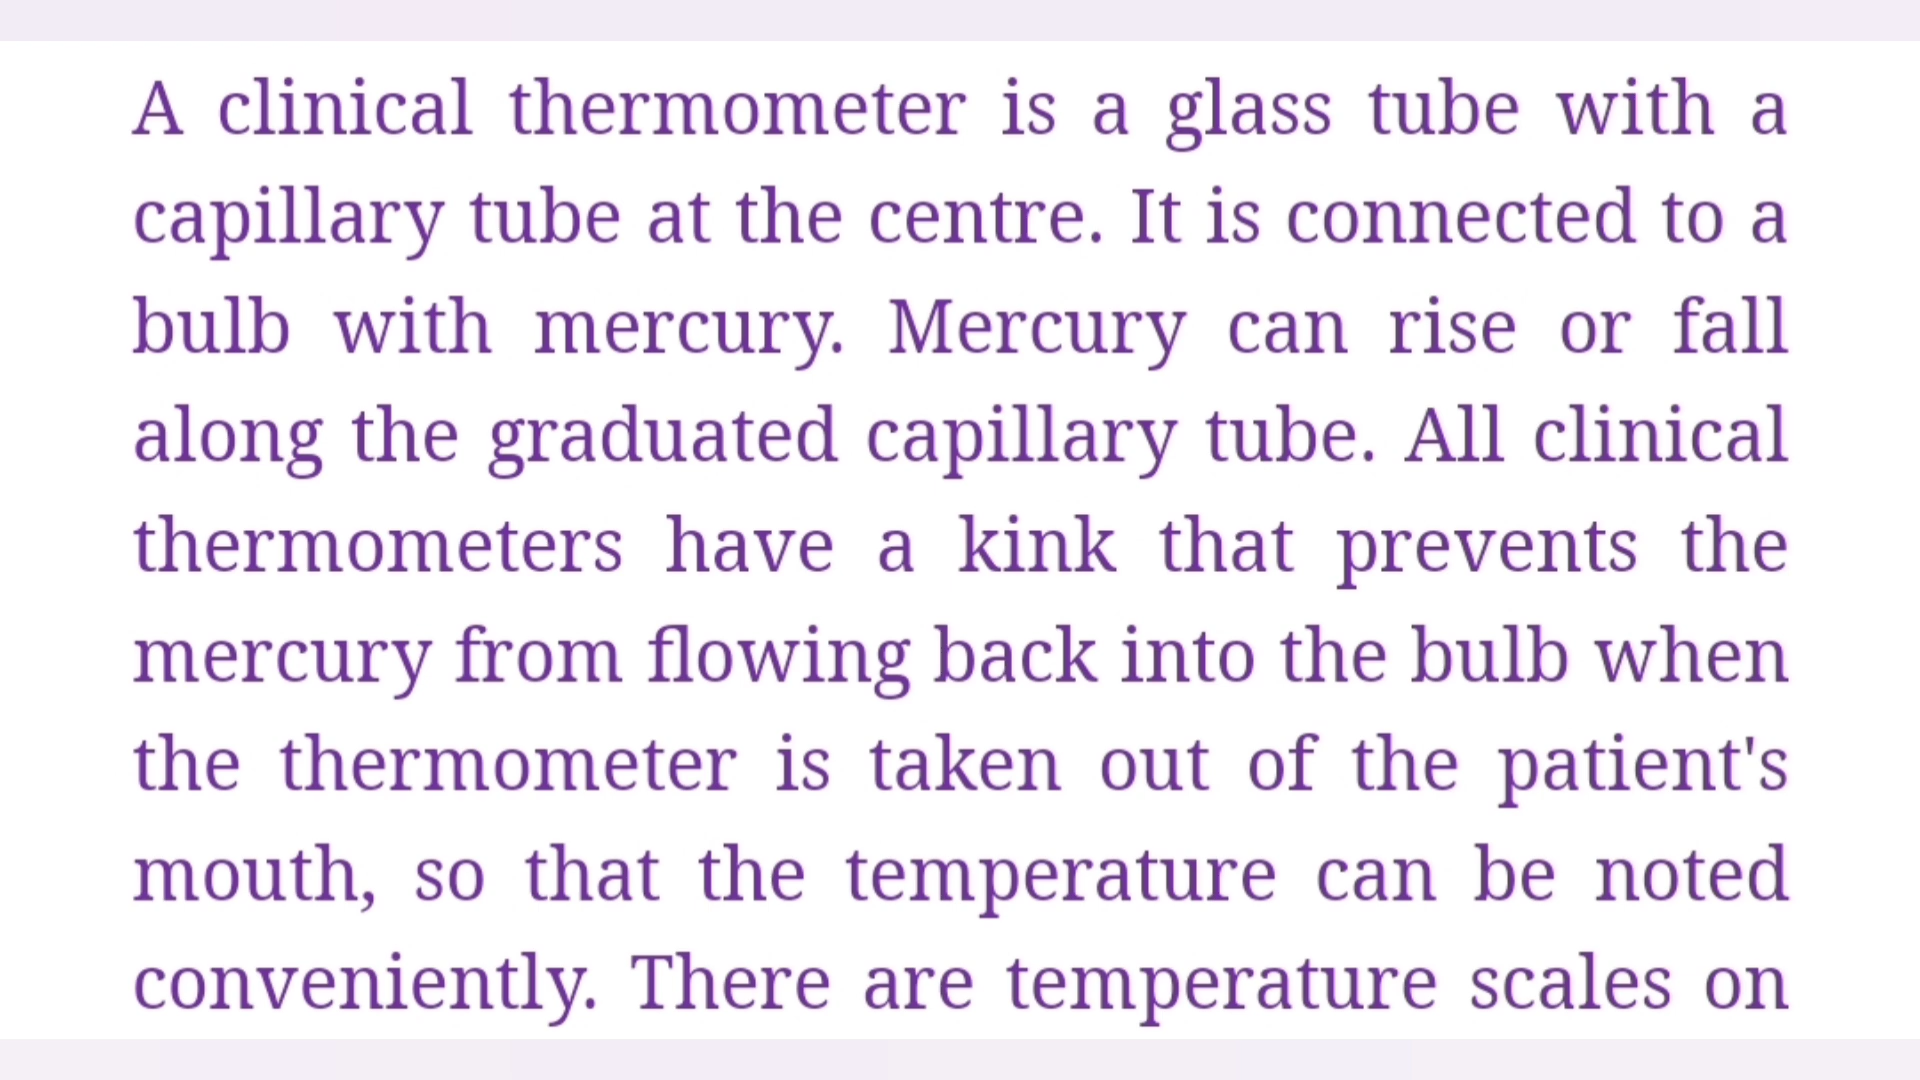 A clinical thermometer is a glass tube with a
capillary tube at the centre. It is connected to a
bulb with mercury. Mercury can rise or fall
along the graduated capillary tube. All clinical
thermometers have a kink that prevents the
mercury from flowing back into the bulb when
the thermometer is taken out of the patient's
mouth, so that the temperature can be noted
conveniently. There are temperature scales on